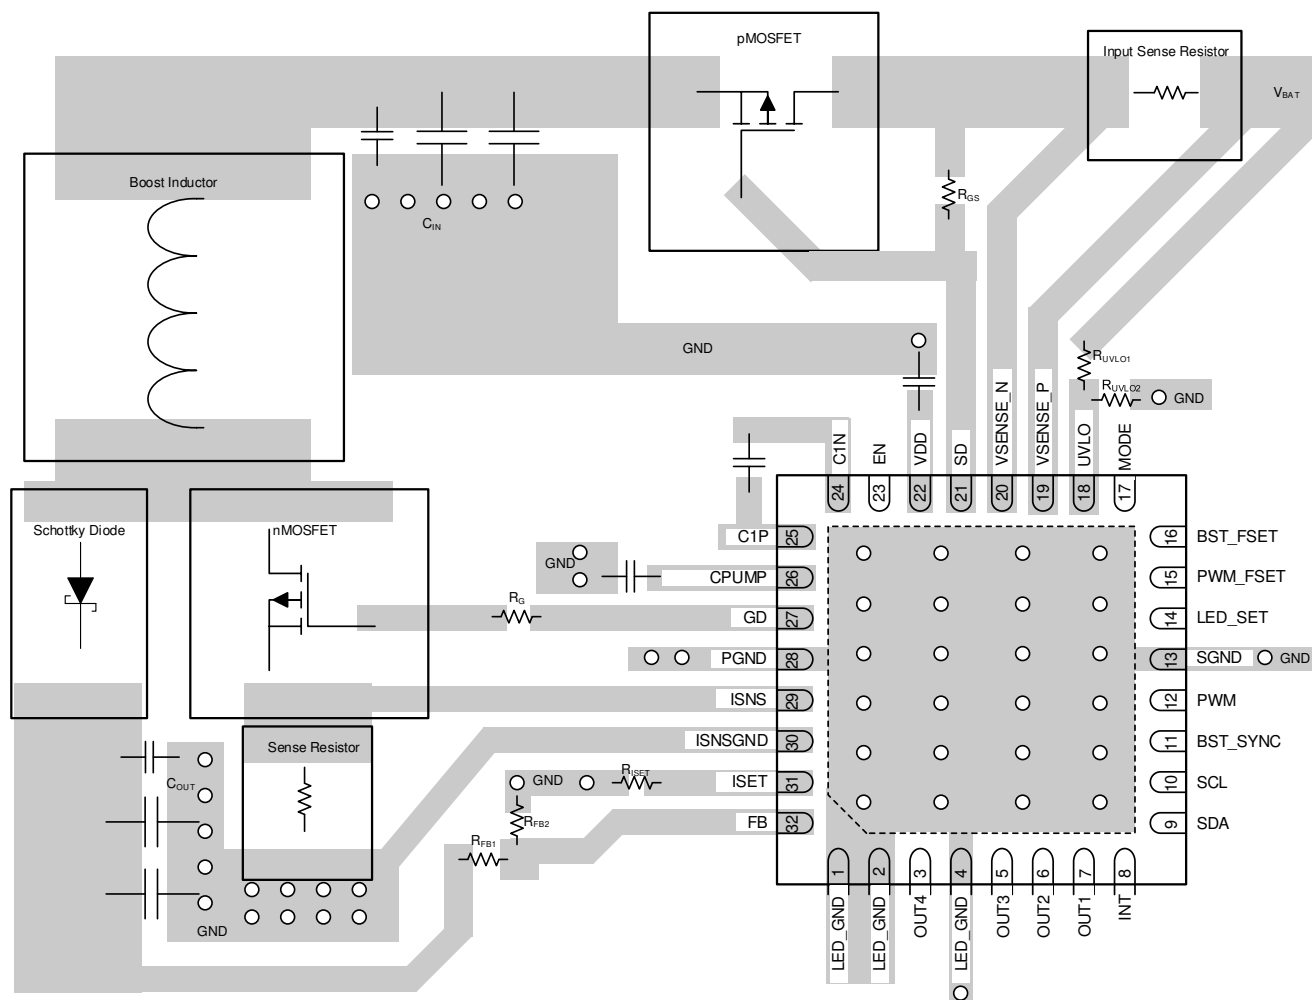 pMOSFET
Input Sense Resistor
VBAT
Boost Inductor
RGS
CIN
GND
RUVLO1
RUVLO2
GND
C1N
EN
VDD
SD
VSENSE_N
VSENSE_P
UVLO
MODE
24
23
22
21
20
19
18
17
Schottky Diode
nMOSFET
C1P
25
16
BST_FSET
GND
CPUMP
26
15
PWM_FSET
RG
GD
27
14
LED_SET
PGND
28
13
SGND
GND
ISNS
29
12
PWM
Sense Resistor
ISNSGND
30
11
BST_SYNC
COUT
GND
RISET
ISET
31
10
SCL
RFB2
FB
32
9
SDA
RFB1
1
2
3
4
5
6
7
8
GND
LED_GND
LED_GND
OUT4
LED_GND
OUT3
OUT2
OUT1
INT